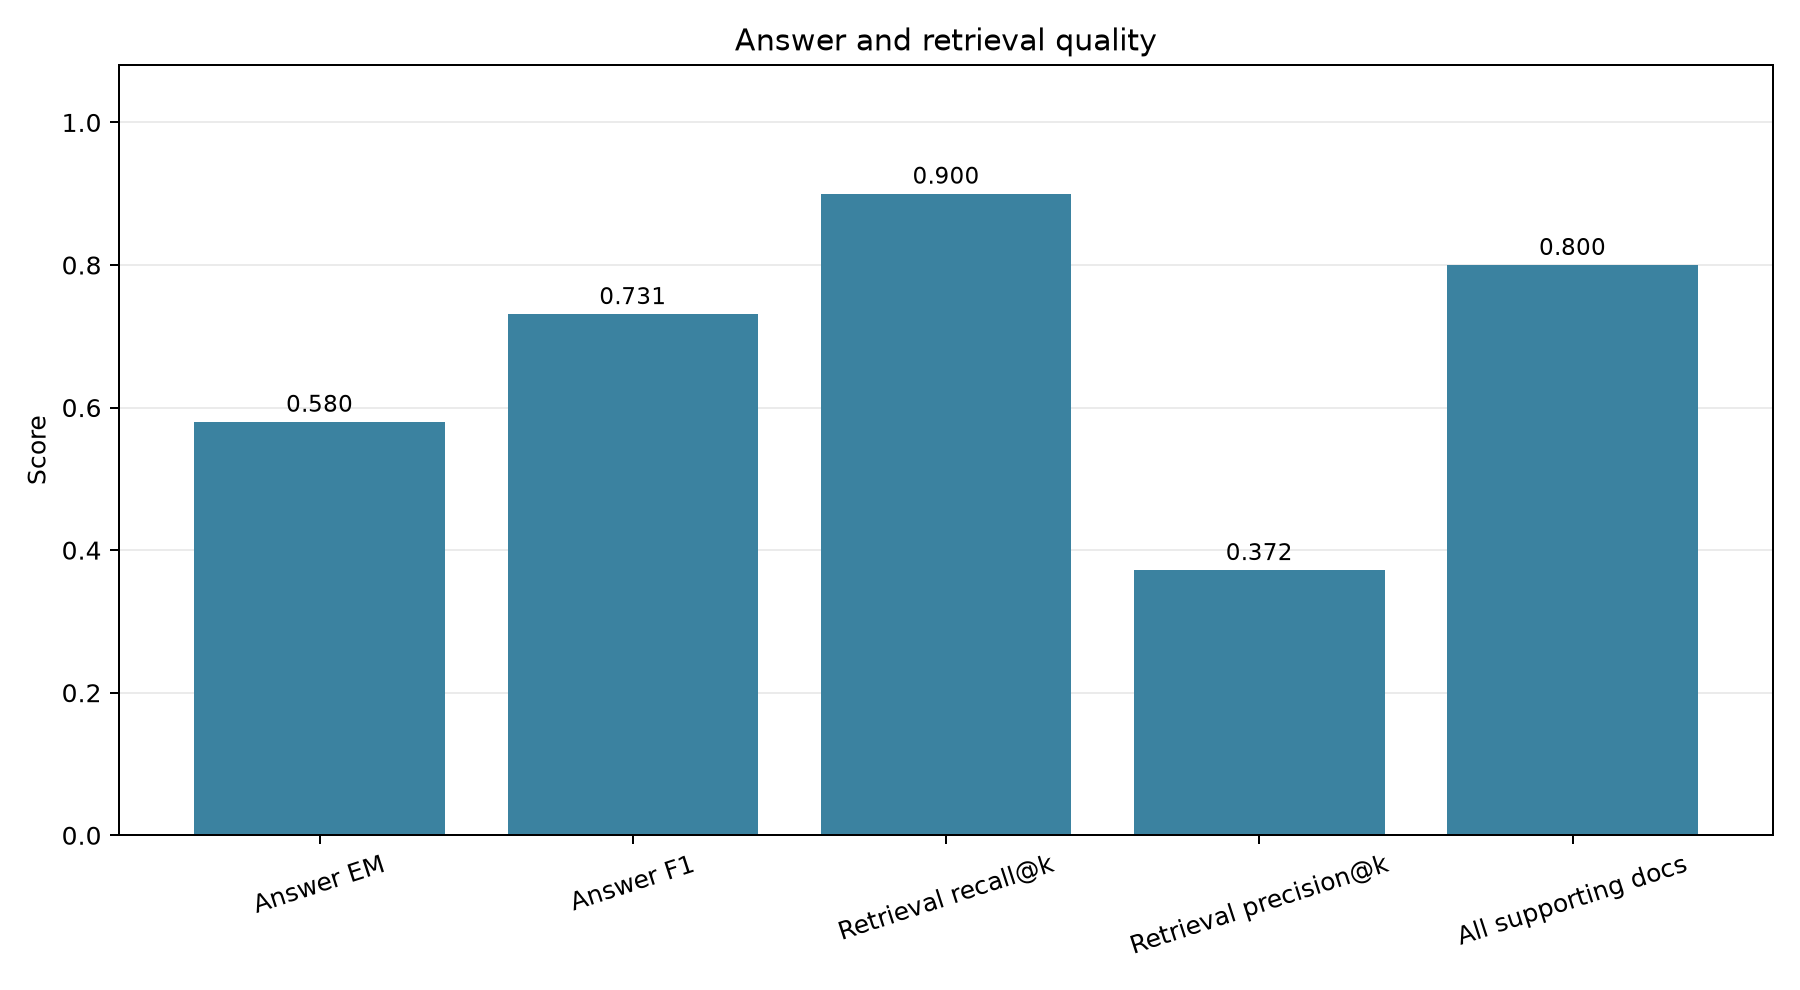 Answer and retrieval quality
Score
1.0
0.8
0.6
0.4
0.2
0.0
0.580
0.731
0.900
0.372
0.800
Answer EM
Answer F1
Retrieval recall@k
Retrieval precision@k
All supporting docs